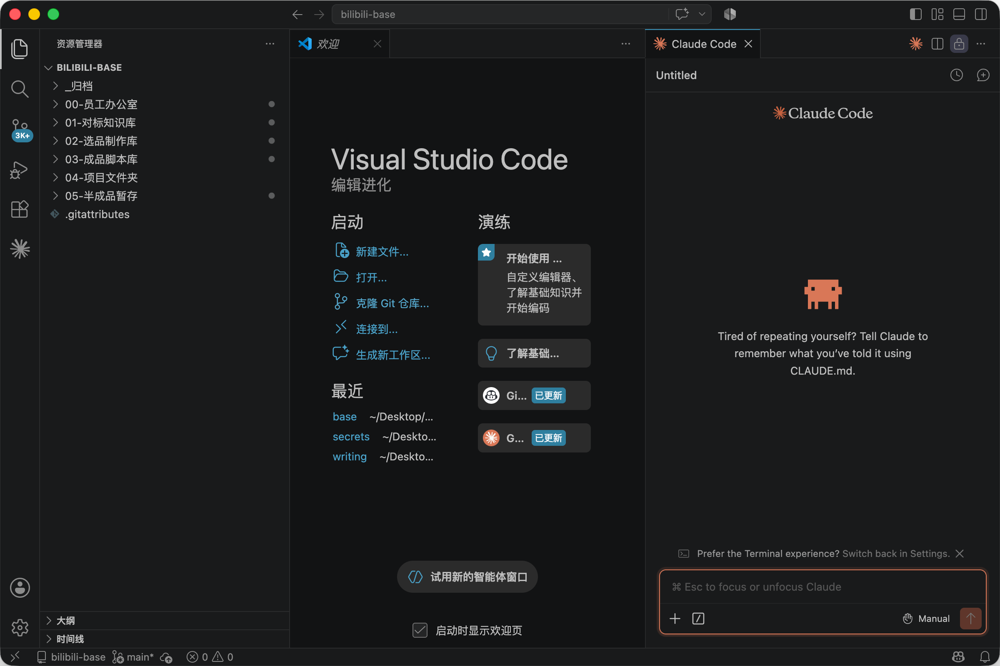 bilibili-base
资源管理器
BILIBILI-BASE
_归档
00-员工办公室
01-对标知识库
02-选品制作库
03-成品脚本库
04-项目文件夹
05-半成品暂存
.gitattributes
3K+
大纲
时间线
欢迎
Visual Studio Code
编辑进化
启动
新建文件...
打开...
克隆 Git 仓库...
连接到...
生成新工作区...
最近
base ~/Desktop/...
secrets ~/Deskto...
writing ~/Deskto...
演练
开始使用 ...
自定义编辑器、
了解基础知识并
开始编码
了解基础...
Gi... 已更新
G... 已更新
试用新的智能体窗口
启动时显示欢迎页
Claude Code
Untitled
Claude Code
Tired of repeating yourself? Tell Claude to
remember what you’ve told it using
CLAUDE.md.
Prefer the Terminal experience? Switch back in Settings.
⌘ Esc to focus or unfocus Claude
Manual
bilibili-base main* 0 0